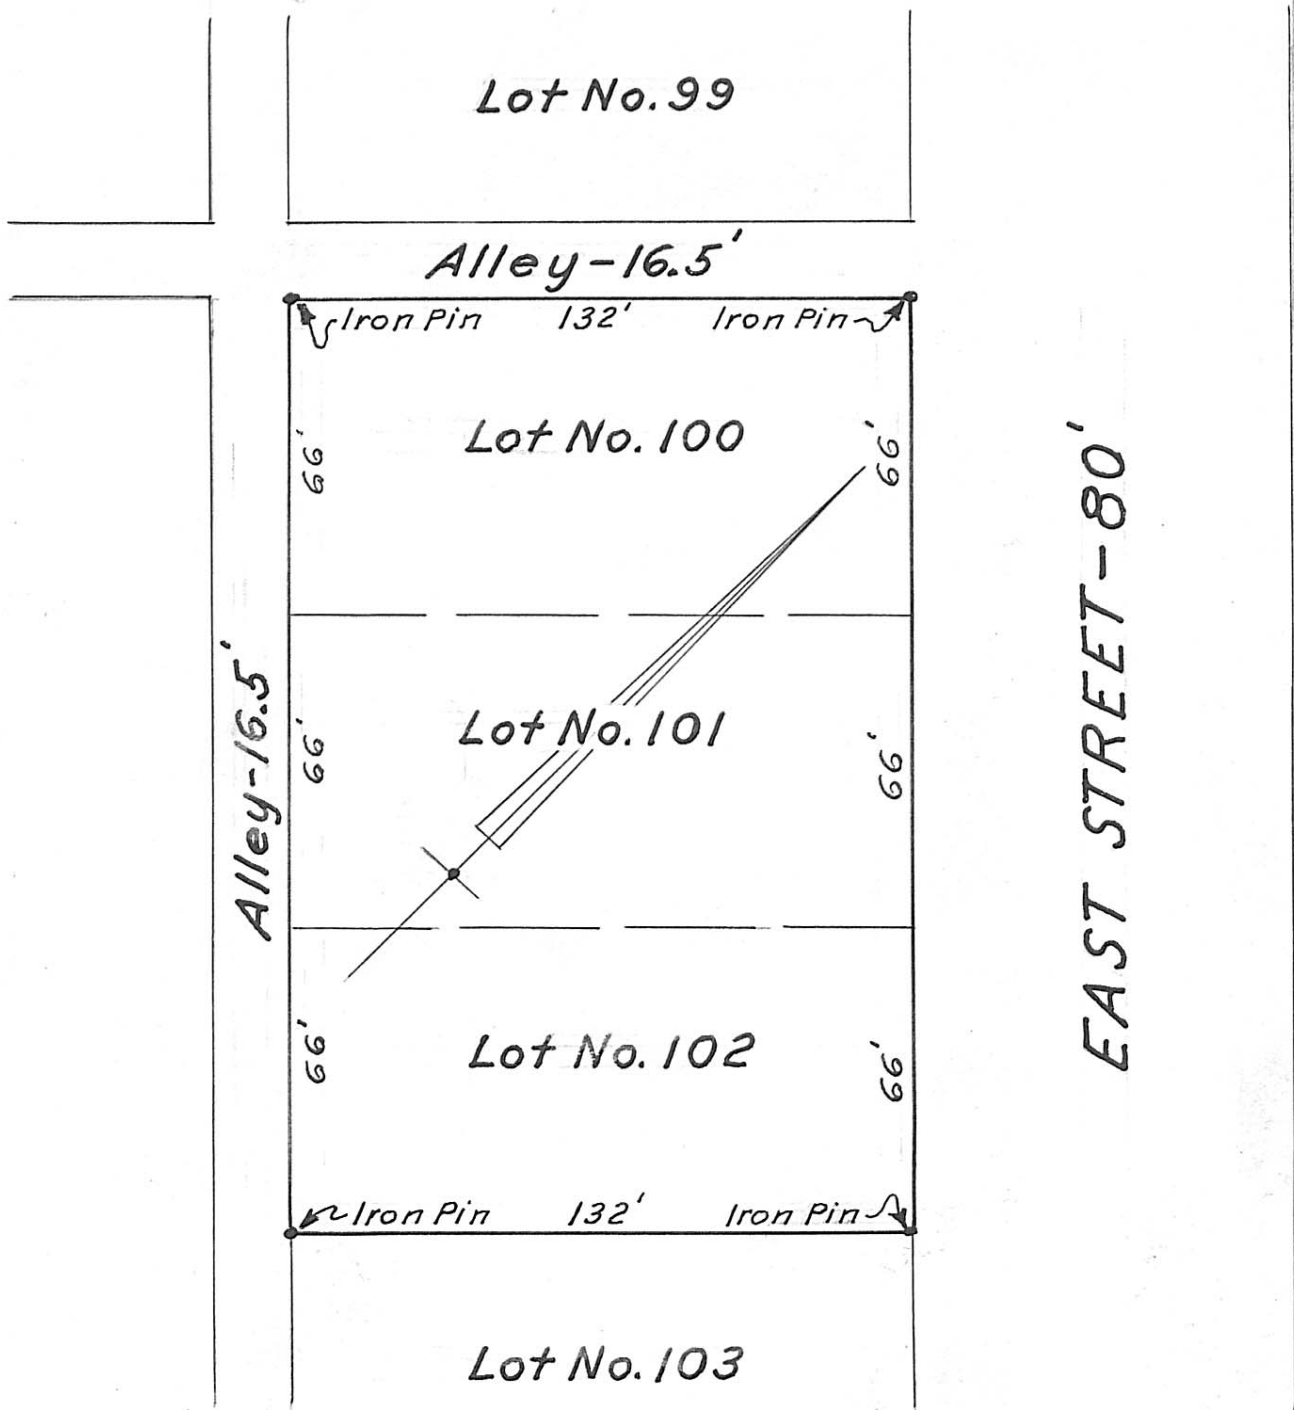 Lot No. 99
Alley-16.5'
Iron Pin 132' Iron Pin
Lot No. 100
66'
66'
EAST STREET-80'
Lot No. 101
66'
66'
Alley-16.5'
Lot No. 102
66'
66'
Iron Pin 132' Iron Pin
Lot No. 103